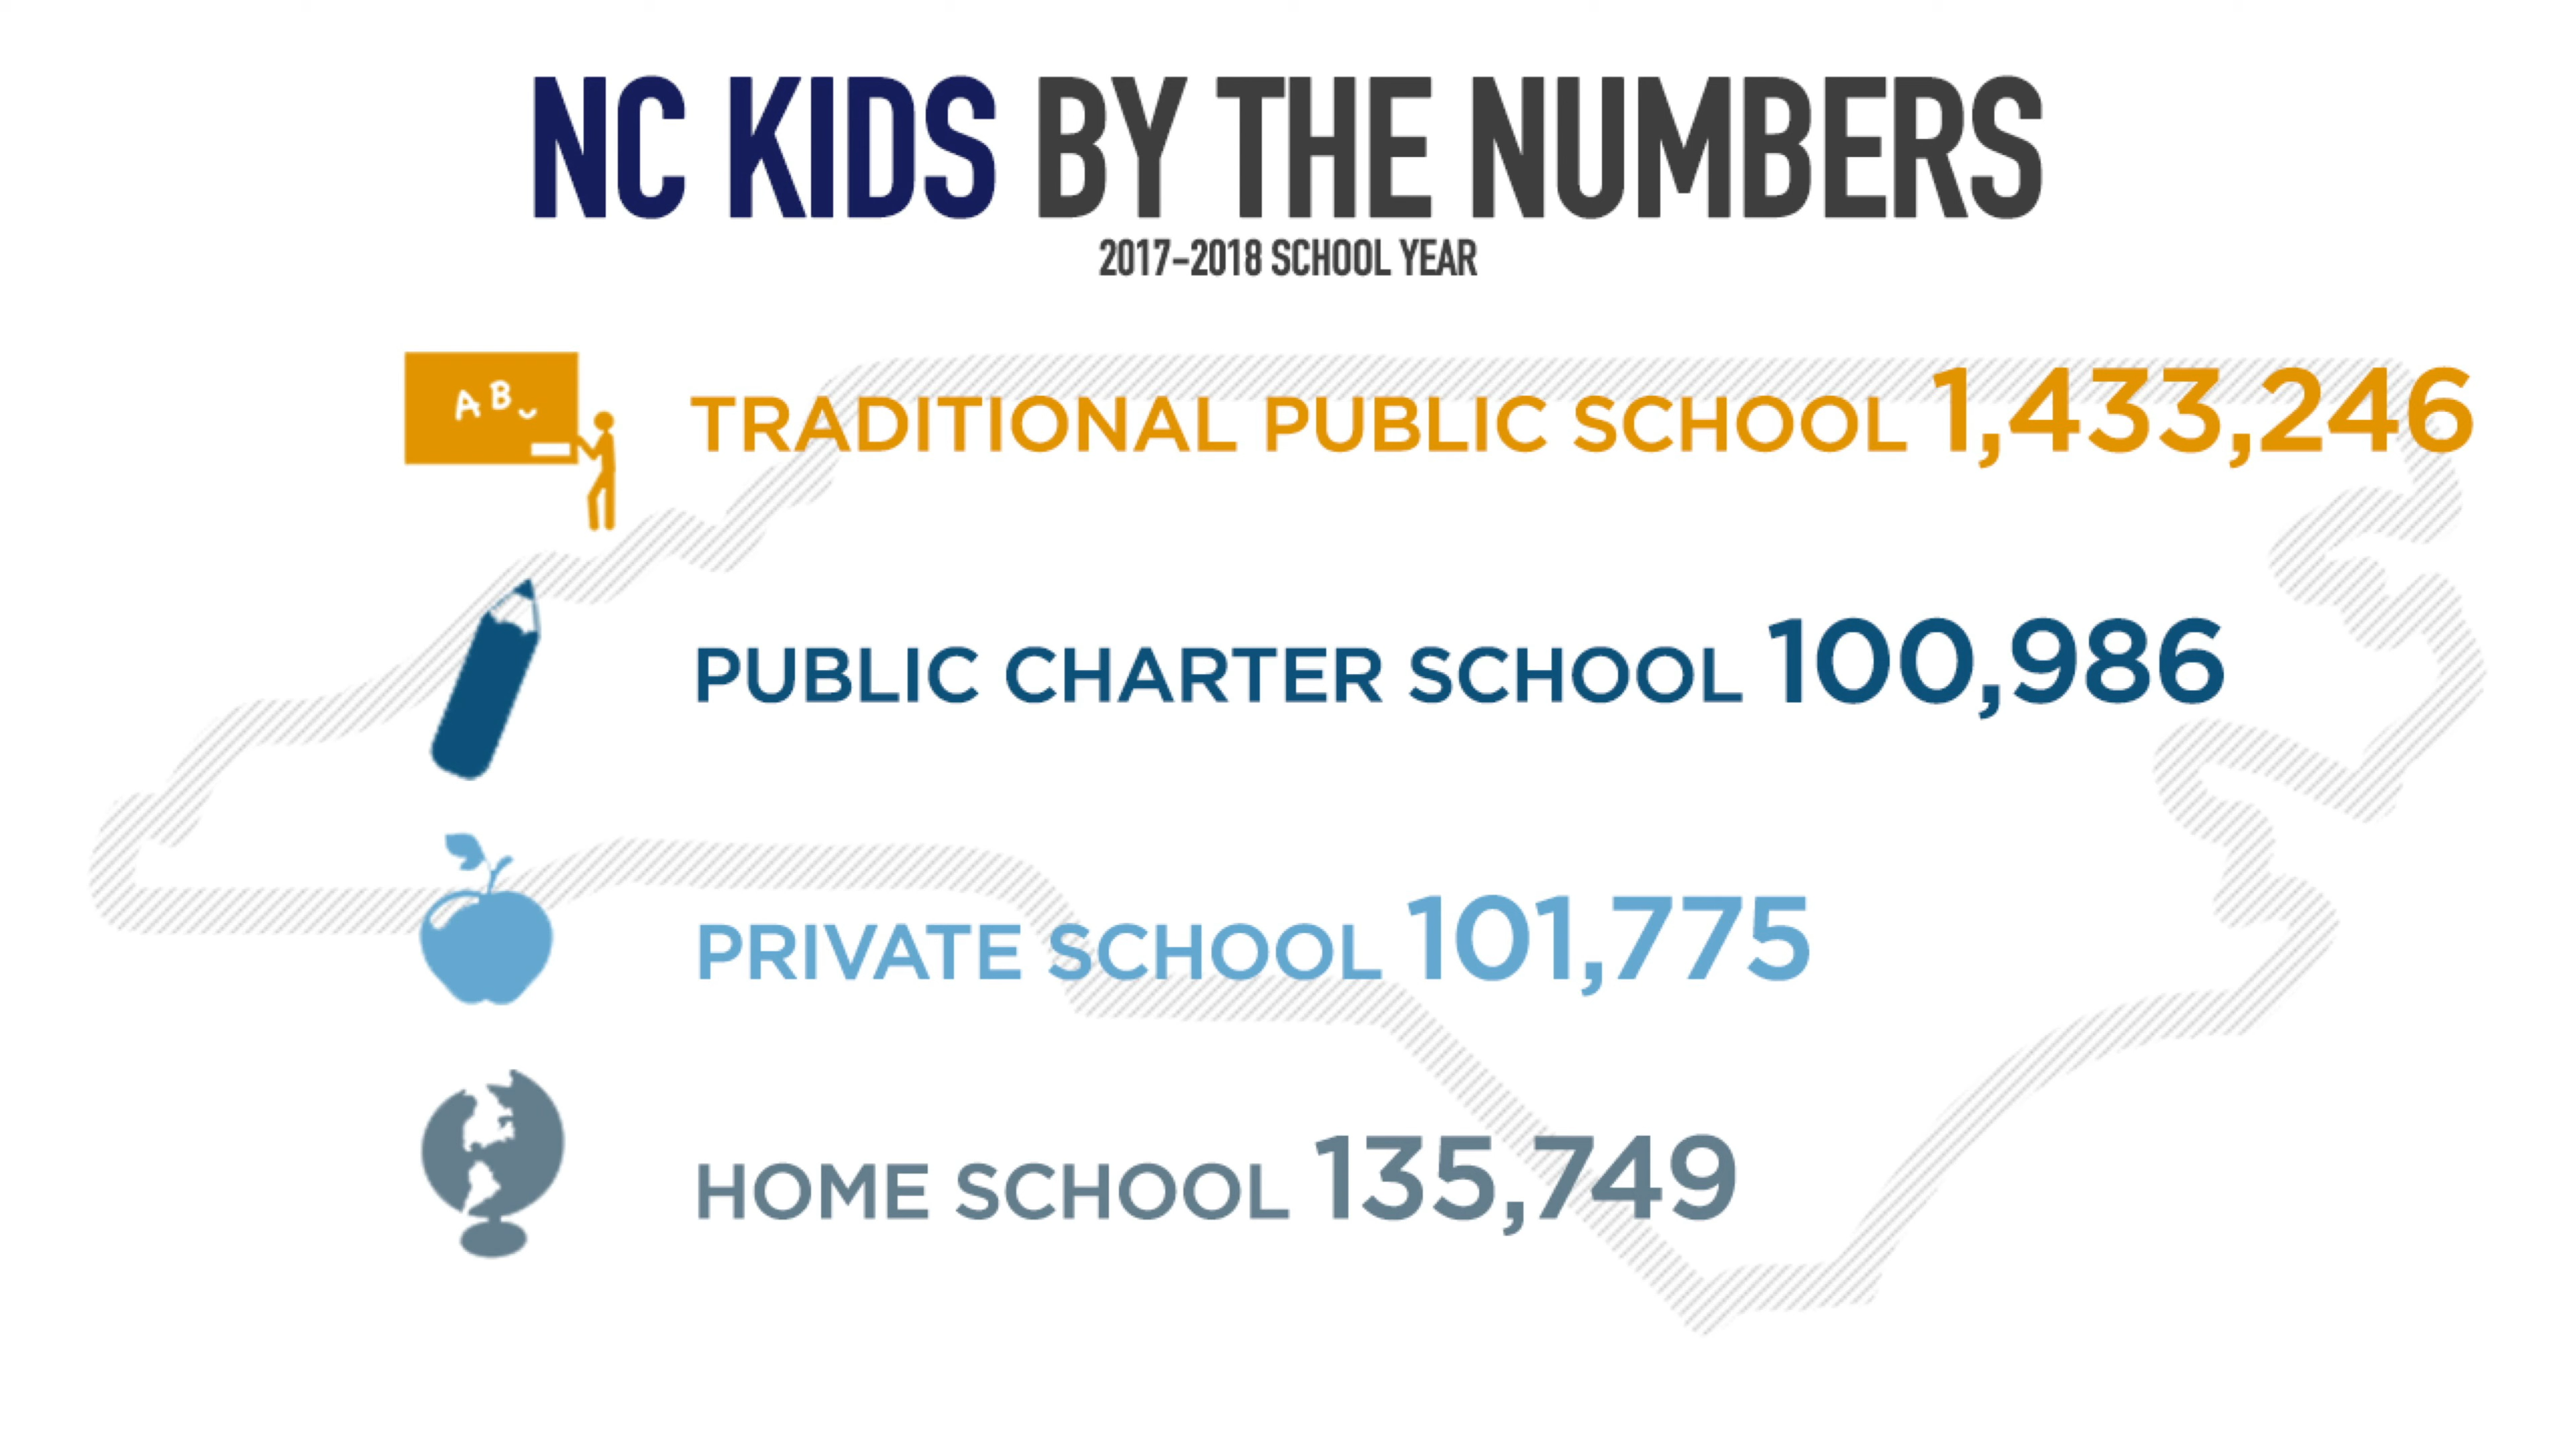 NC KIDS BY THE NUMBERS
2017-2018 SCHOOL YEAR
AB
TRADITIONAL PUBLIC SCHOOL 1,433,246
PUBLIC CHARTER SCHOOL 100,986
PRIVATE SCHOOL 101,775
HOME SCHOOL 135,749